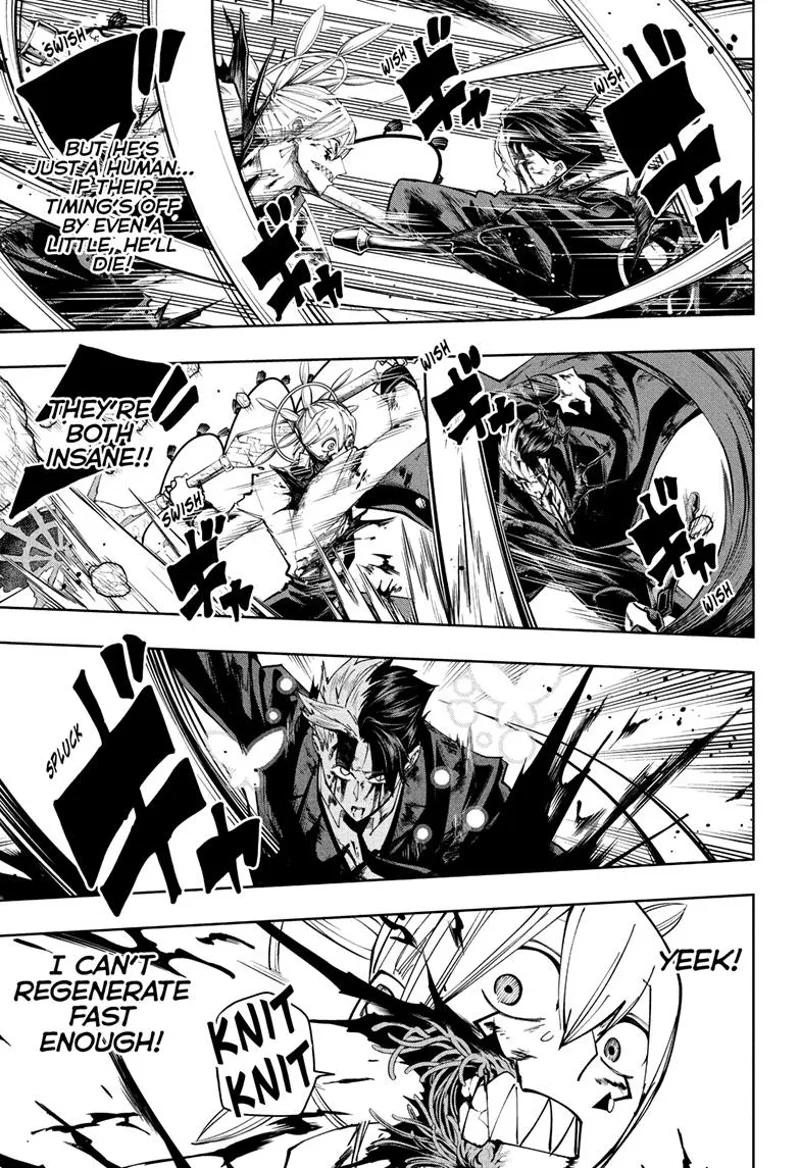 WISH
ギャ
WISH
ギャ
SWISH
ギャ
BUT HE'S
JUST A HUMAN...
IF THEIR
TIMING'S OFF
BY EVEN A
LITTLE, HE'LL
DIE!
WISH
ギャ
WISH
ギャ
SWISH
ギャ
THEY'RE
BOTH
INSANE!!
SPLUCK
ギャ
YEEK!
KNIT
KNIT
I CAN'T
REGENERATE
FAST
ENOUGH!